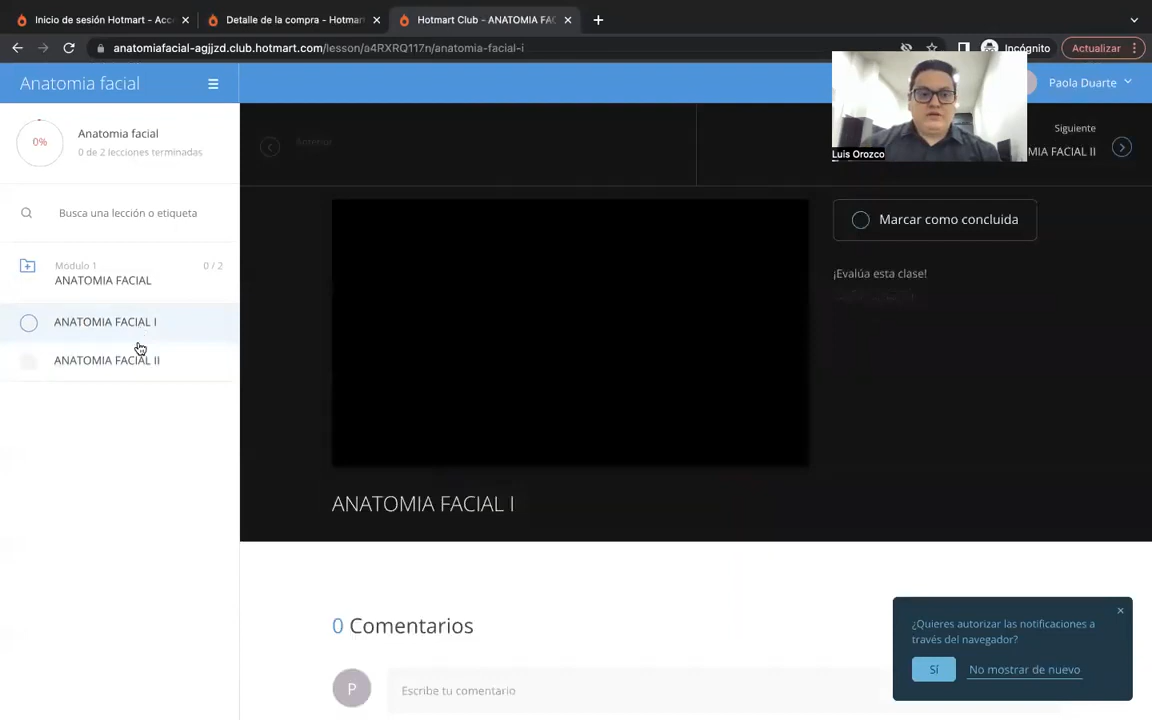 Inicio de sesión Hotmart - Acc
Detalle de la compra - Hotmar
Hotmart Club - ANATOMIA FAC
anatomiafacial-agjjzd.club.hotmart.com/lesson/a4RXRQ117n/anatomia-facial-i
Incógnito
Actualizar
Anatomia facial
Paola Duarte
0%
Anatomia facial
0 de 2 lecciones terminadas
Anterior
Siguiente
MIA FACIAL II
Luis Orozco
Busca una lección o etiqueta
Marcar como concluida
Módulo 1
0 / 2
ANATOMIA FACIAL
¡Evalúa esta clase!
ANATOMIA FACIAL I
ANATOMIA FACIAL II
ANATOMIA FACIAL I
0 Comentarios
P
Escribe tu comentario
¿Quieres autorizar las notificaciones a
través del navegador?
Sí
No mostrar de nuevo